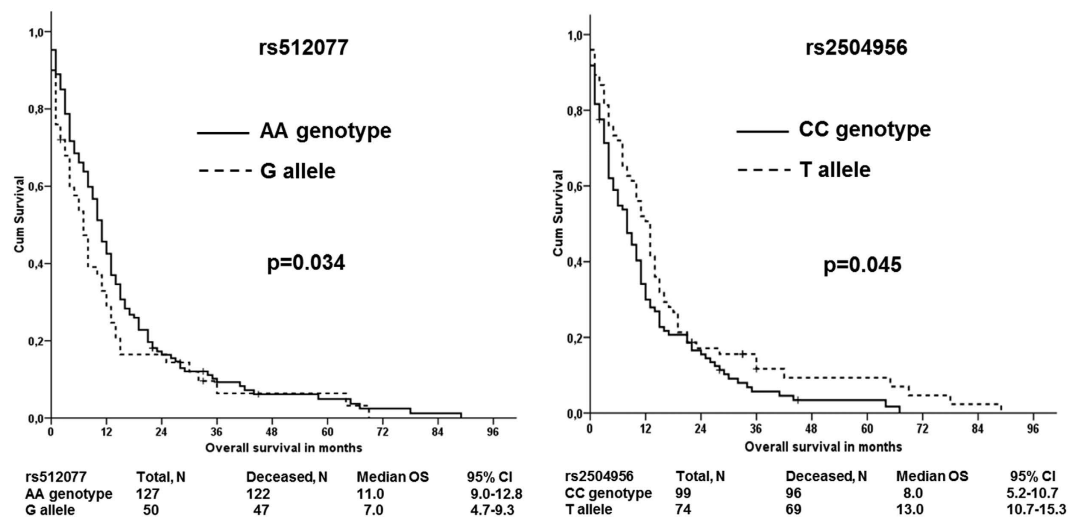 rs512077
AA genotype
G allele
p=0.034
Cum Survival
1,0
0,8
0,6
0,4
0,2
0,0
0 12 24 36 48 60 72 84 96
Overall survival in months
rs512077 Total, N Deceased, N Median OS 95% CI
AA genotype 127 122 11.0 9.0-12.8
G allele 50 47 7.0 4.7-9.3
rs2504956
CC genotype
T allele
p=0.045
Cum Survival
1,0
0,8
0,6
0,4
0,2
0,0
0 12 24 36 48 60 72 84 96
Overall survival in months
rs2504956 Total, N Deceased, N Median OS 95% CI
CC genotype 99 96 8.0 5.2-10.7
T allele 74 69 13.0 10.7-15.3